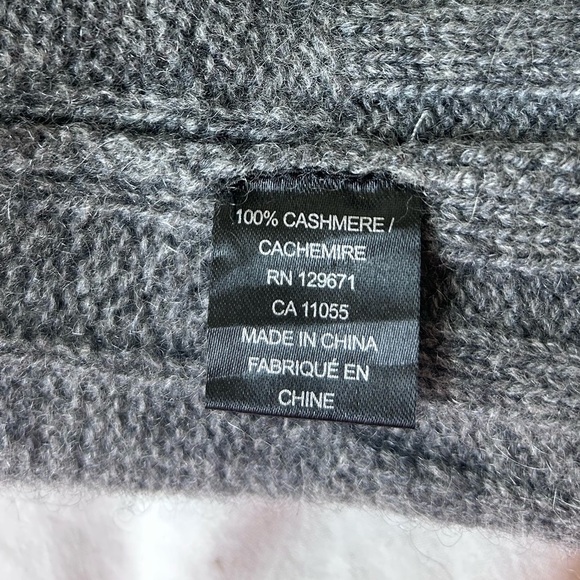 100% CASHMERE /
CACHEMIRE
RN 129671
CA 11055
MADE IN CHINA
FABRIQUÉ EN
CHINE